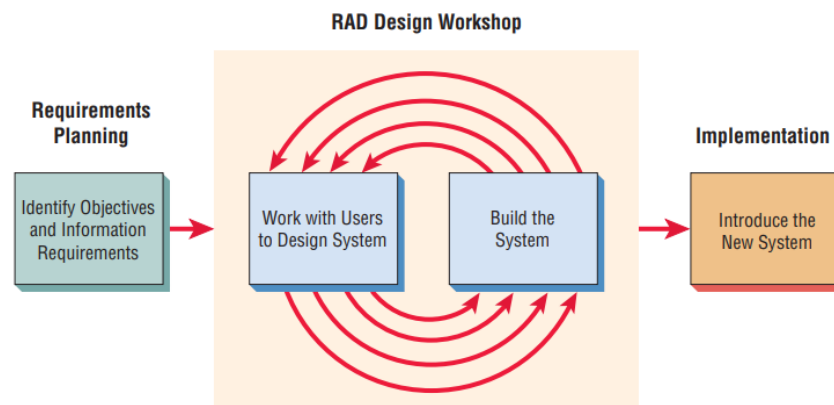 RAD Design Workshop
Requirements
Planning
Identify Objectives
and Information
Requirements
Work with Users
to Design System
Build the
System
Implementation
Introduce the
New System